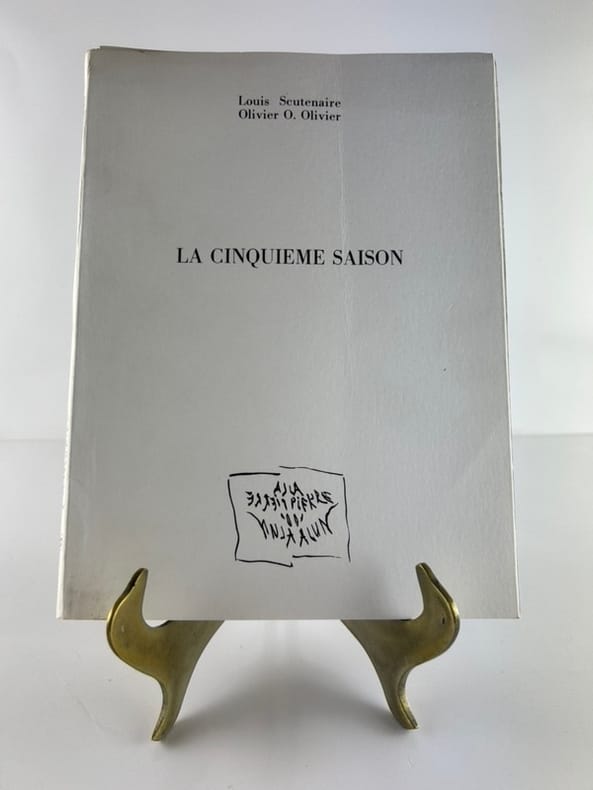 Louis Scutenaire
Olivier O. Olivier
LA CINQUIEME SAISON